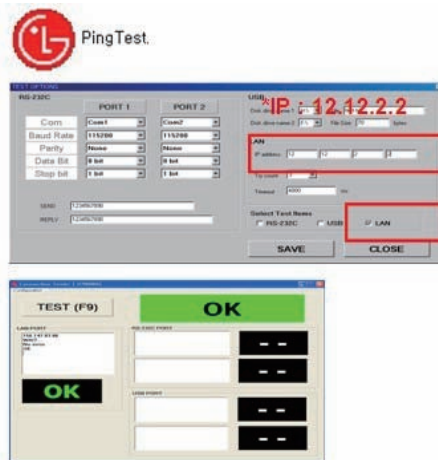 LG
PingTest.
TEST OPTIONS
RS-232C
PORT 1
PORT 2
Com
Com1
Com2
Baud Rate
115200
115200
Parity
None
None
Data Bit
8 bit
8 bit
Stop bit
1 bit
1 bit
SEND
1234567890
REPLY
1234567890
USB
*IP : 12.12.2.2
File Size
bytes
LAN
IP address
12
12
2
2
Timeout
ms
Select Test Items
RS-232C
USB
LAN
SAVE
CLOSE
TEST (F9)
OK
LAN PORT
OK
RS-232C PORT
- -
- -
USB PORT
- -
- -